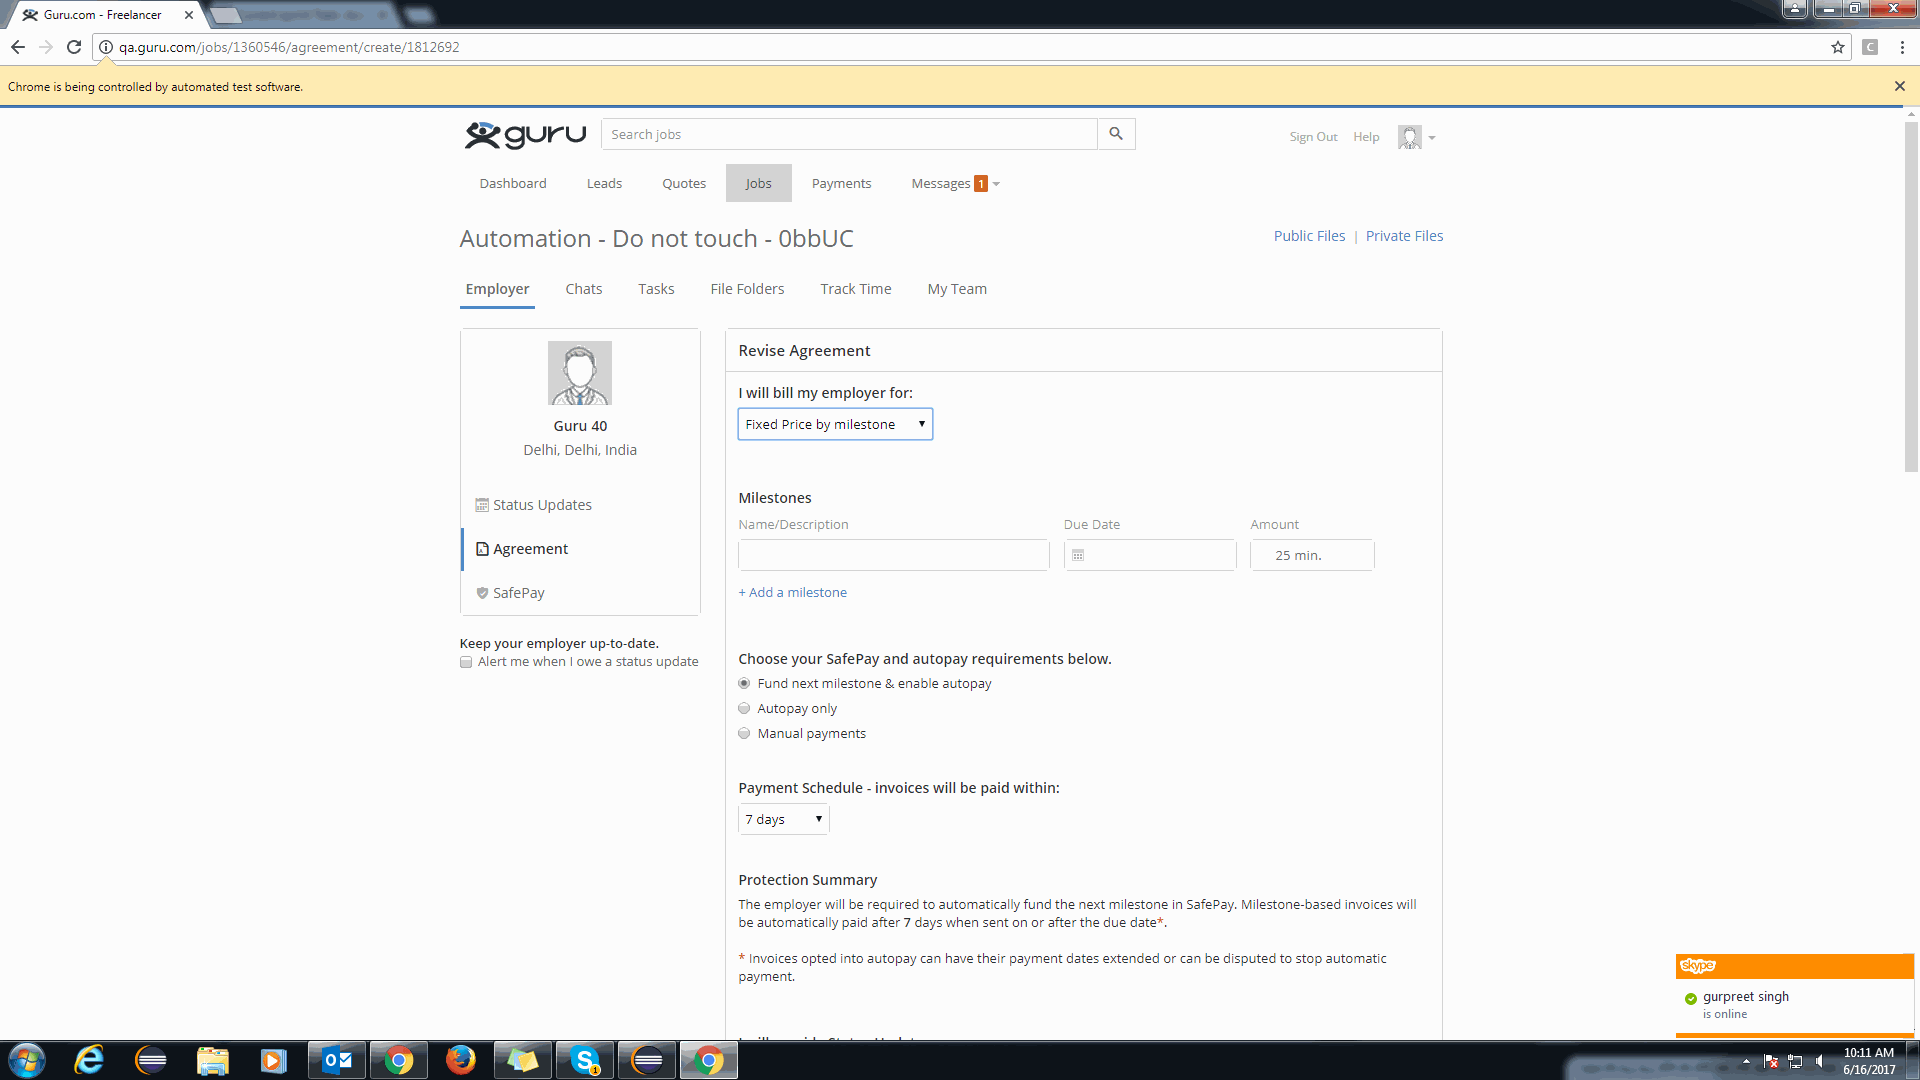 Guru.com - Freelancer
qa.guru.com/jobs/1360546/agreement/create/1812692
C
Chrome is being controlled by automated test software.
guru
Search jobs
Sign Out Help
Dashboard Leads Quotes Jobs Payments Messages 1
Automation - Do not touch - 0bbUC
Public Files | Private Files
Employer Chats Tasks File Folders Track Time My Team
Guru 40
Delhi, Delhi, India
Status Updates
Agreement
SafePay
Keep your employer up-to-date.
Alert me when I owe a status update
Revise Agreement
I will bill my employer for:
Fixed Price by milestone
Milestones
Name/Description Due Date Amount
25 min.
+ Add a milestone
Choose your SafePay and autopay requirements below.
Fund next milestone & enable autopay
Autopay only
Manual payments
Payment Schedule - invoices will be paid within:
7 days
Protection Summary
The employer will be required to automatically fund the next milestone in SafePay. Milestone-based invoices will
be automatically paid after 7 days when sent on or after the due date*.
* Invoices opted into autopay can have their payment dates extended or can be disputed to stop automatic
payment.
skype
gurpreet singh
is online
10:11 AM
6/16/2017